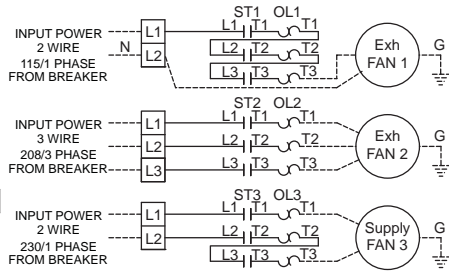 ST1 OL1
INPUT POWER L1 L1 T1 T1
2 WIRE N L2 T2 T2 Exh G
115/1 PHASE L2 L3 T3 T3 FAN 1
FROM BREAKER
ST2 OL2
INPUT POWER L1 L1 T1 T1
3 WIRE L2 L2 T2 T2 Exh G
208/3 PHASE FAN 2
FROM BREAKER L3 L3 T3 T3
ST3 OL3
INPUT POWER L1 L1 T1 T1
2 WIRE L2 L2 T2 T2 Supply G
230/1 PHASE FAN 3
FROM BREAKER L3 T3 T3